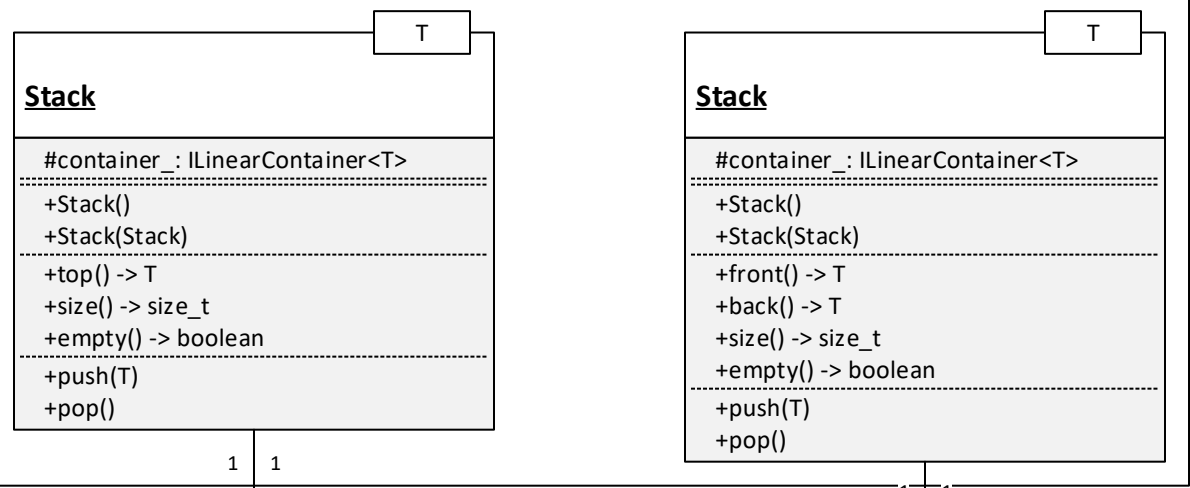 T
Stack
#container_: ILinearContainer<T>
+Stack()
+Stack(Stack)
+top() -> T
+size() -> size_t
+empty() -> boolean
+push(T)
+pop()
1 1
T
Stack
#container_: ILinearContainer<T>
+Stack()
+Stack(Stack)
+front() -> T
+back() -> T
+size() -> size_t
+empty() -> boolean
+push(T)
+pop()